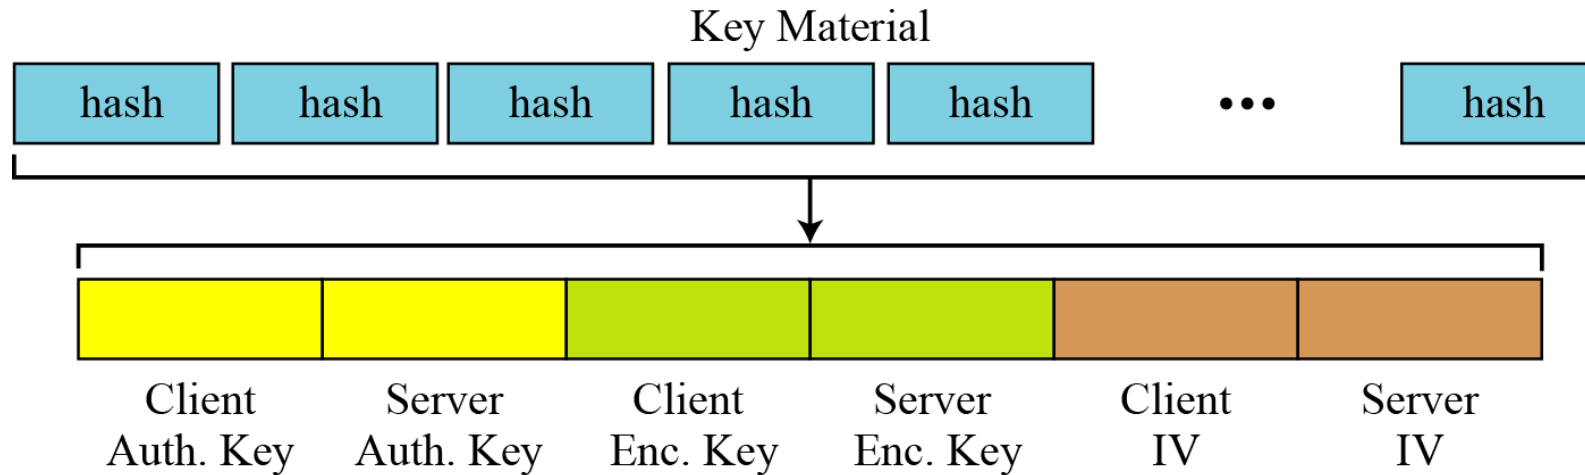 Key Material
hash hash hash hash hash ••• hash
Client Server Client Server Client Server
Auth. Key Auth. Key Enc. Key Enc. Key IV IV